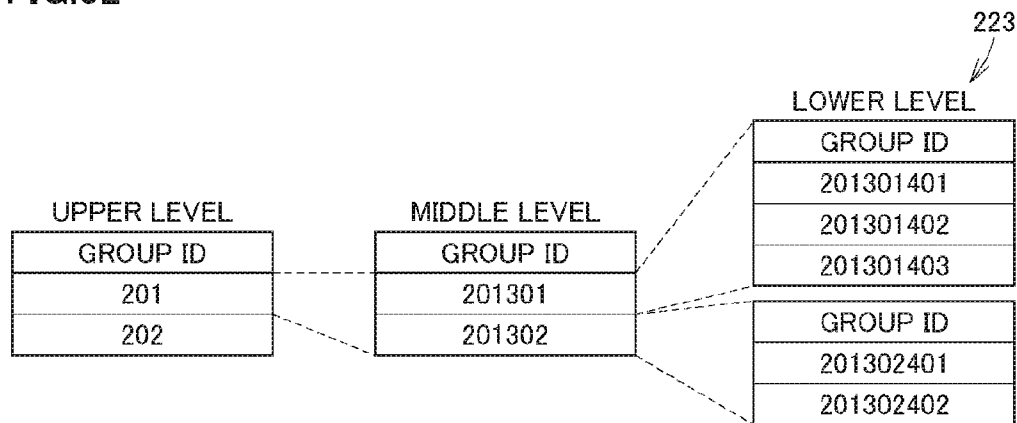 223
UPPER LEVEL
GROUP ID
201
202
MIDDLE LEVEL
GROUP ID
201301
201302
LOWER LEVEL
GROUP ID
201301401
201301402
201301403
GROUP ID
201302401
201302402